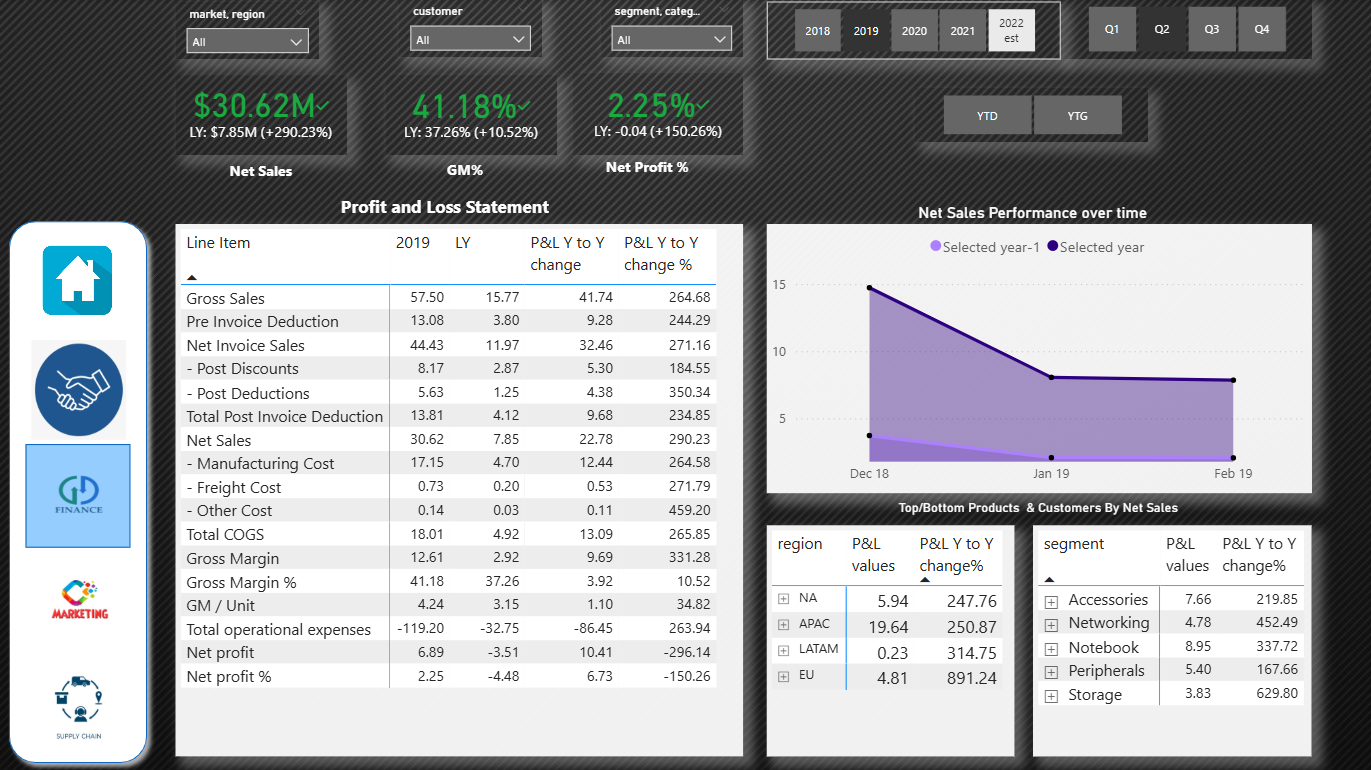 market, region
customer
segment, categ...
All
All
All
2018
2019
2020
2021
2022
est
Q1
Q2
Q3
Q4
$30.62M
LY: $7.85M (+290.23%)
Net Sales
41.18%
LY: 37.26% (+10.52%)
GM%
2.25%
LY: -0.04 (+150.26%)
Net Profit %
YTD
YTG
FINANCE
MARKETING
SUPPLY CHAIN
Profit and Loss Statement
Line Item 2019 LY P&L Y to Y P&L Y to Y
change change %
Gross Sales 57.50 15.77 41.74 264.68
Pre Invoice Deduction 13.08 3.80 9.28 244.29
Net Invoice Sales 44.43 11.97 32.46 271.16
- Post Discounts 8.17 2.87 5.30 184.55
- Post Deductions 5.63 1.25 4.38 350.34
Total Post Invoice Deduction 13.81 4.12 9.68 234.85
Net Sales 30.62 7.85 22.78 290.23
- Manufacturing Cost 17.15 4.70 12.44 264.58
- Freight Cost 0.73 0.20 0.53 271.79
- Other Cost 0.14 0.03 0.11 459.20
Total COGS 18.01 4.92 13.09 265.85
Gross Margin 12.61 2.92 9.69 331.28
Gross Margin % 41.18 37.26 3.92 10.52
GM / Unit 4.24 3.15 1.10 34.82
Total operational expenses -119.20 -32.75 -86.45 263.94
Net profit 6.89 -3.51 10.41 -296.14
Net profit % 2.25 -4.48 6.73 -150.26
Net Sales Performance over time
Selected year-1 Selected year
15
10
5
Dec 18 Jan 19 Feb 19
Top/Bottom Products & Customers By Net Sales
region P&L P&L Y to Y
values change%
NA 5.94 247.76
APAC 19.64 250.87
LATAM 0.23 314.75
EU 4.81 891.24
segment P&L P&L Y to Y
values change%
Accessories 7.66 219.85
Networking 4.78 452.49
Notebook 8.95 337.72
Peripherals 5.40 167.66
Storage 3.83 629.80